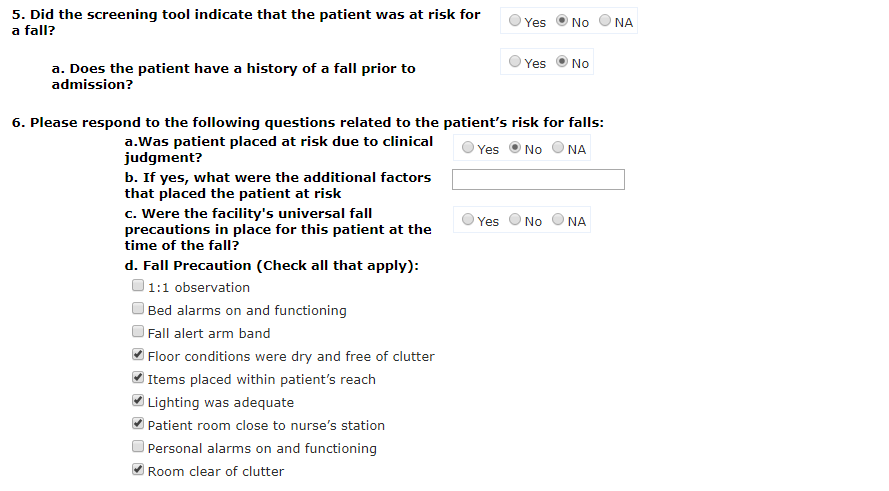 5. Did the screening tool indicate that the patient was at risk for
a fall?
Yes No NA
a. Does the patient have a history of a fall prior to
admission?
Yes No
6. Please respond to the following questions related to the patient’s risk for falls:
a.Was patient placed at risk due to clinical
judgment?
Yes No NA
b. If yes, what were the additional factors
that placed the patient at risk
c. Were the facility's universal fall
precautions in place for this patient at the
time of the fall?
Yes No NA
d. Fall Precaution (Check all that apply):
1:1 observation
Bed alarms on and functioning
Fall alert arm band
Floor conditions were dry and free of clutter
Items placed within patient’s reach
Lighting was adequate
Patient room close to nurse’s station
Personal alarms on and functioning
Room clear of clutter